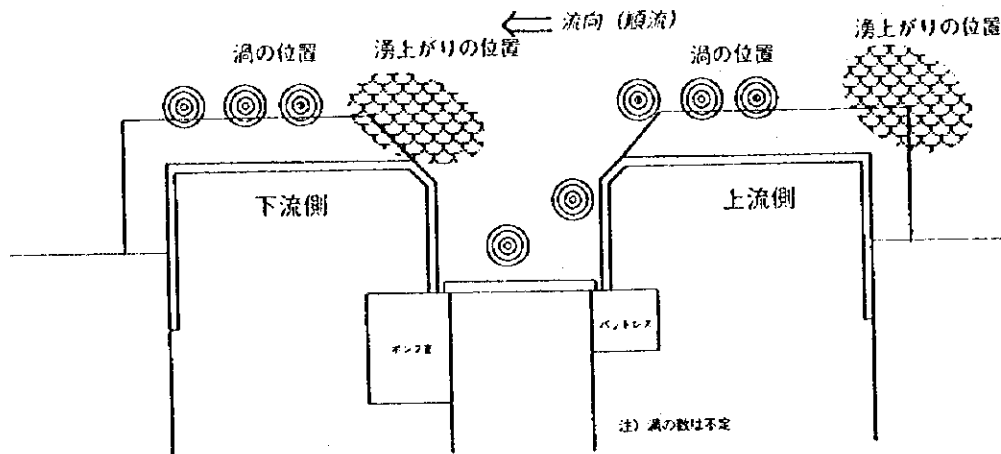 流向 (順流)
湧上がりの位置
渦の位置
湧上がりの位置
渦の位置
下流側
上流側
ポンプ室
バットレス
注) 渦の数は不定